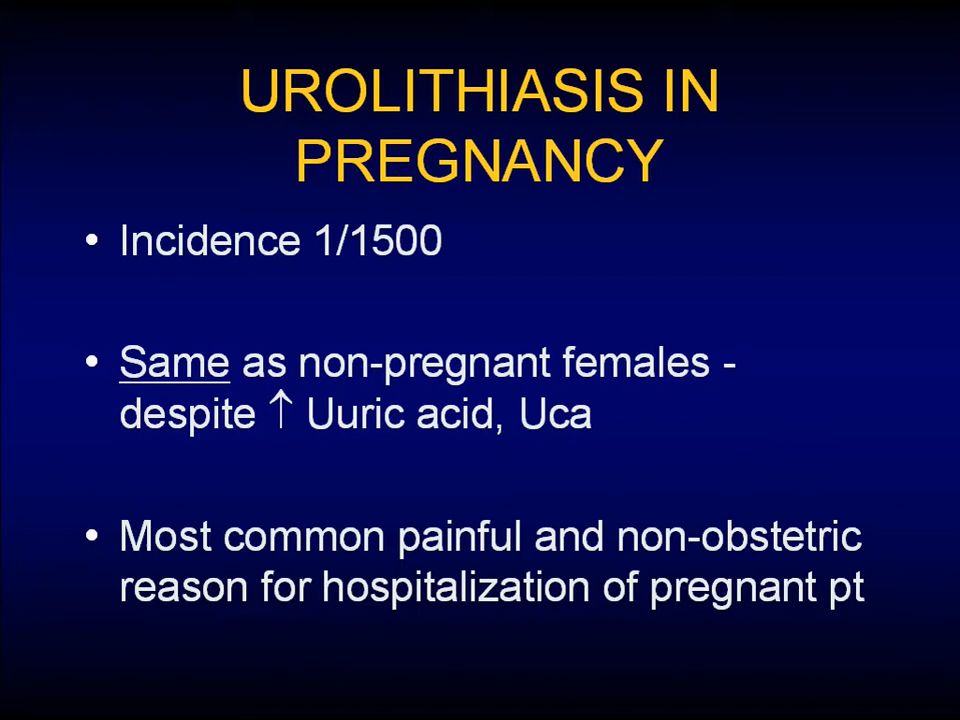 UROLITHIASIS IN
PREGNANCY
• Incidence 1/1500
• Same as non-pregnant females -
despite ↑ Uuric acid, Uca
• Most common painful and non-obstetric
reason for hospitalization of pregnant pt